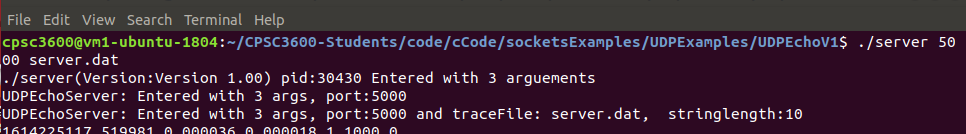 File Edit View Search Terminal Help
cpsc3600@vm1-ubuntu-1804:~/CPSC3600-Students/code/cCode/socketsExamples/UDPExamples/UDPEchoV1$ ./server 50
00 server.dat
./server(Version:Version 1.00) pid:30430 Entered with 3 arguements
UDPEchoServer: Entered with 3 args, port:5000
UDPEchoServer: Entered with 3 args, port:5000 and traceFile: server.dat,  stringlength:10
1614225117.519981 0.000036 0.000018 1 1000 0